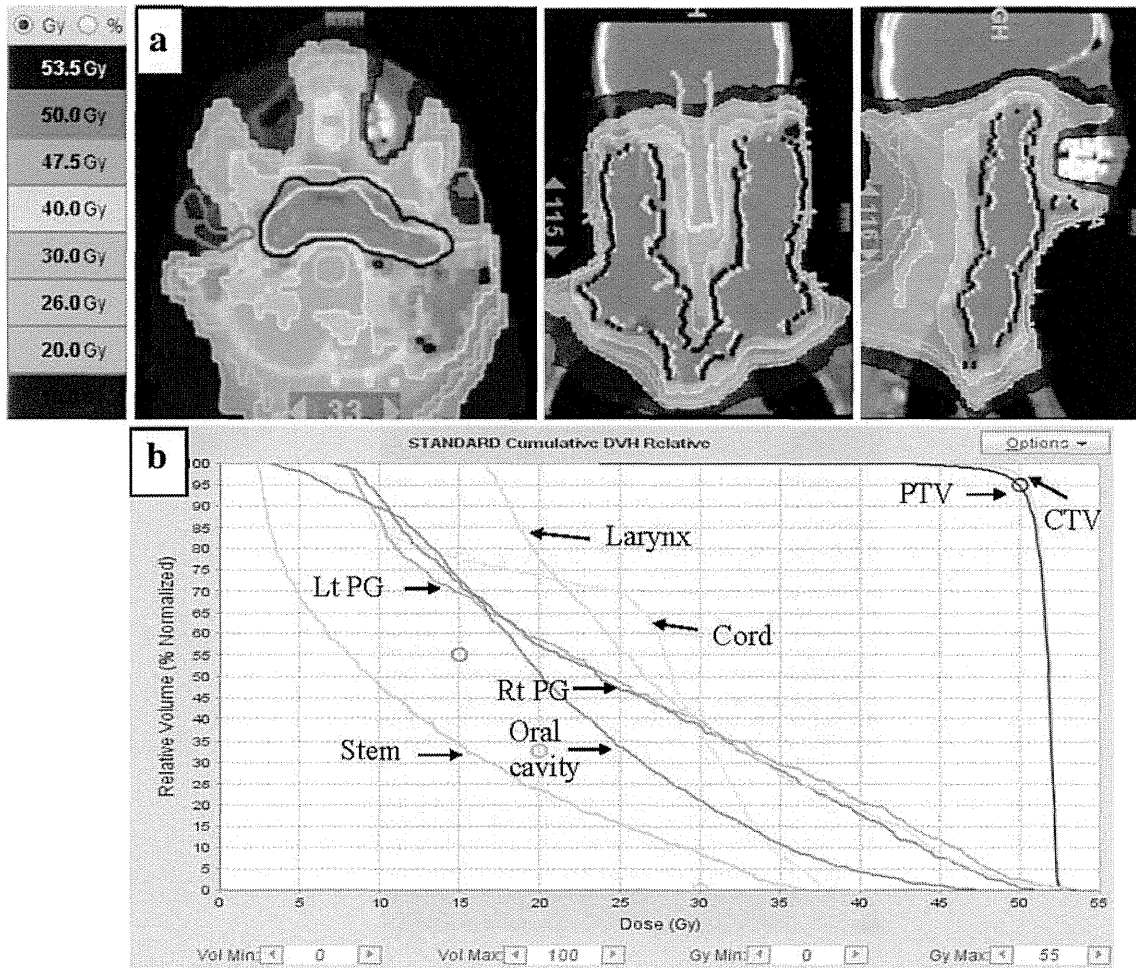 Gy %
53.5 Gy
50.0 Gy
47.5 Gy
40.0 Gy
30.0 Gy
26.0 Gy
20.0 Gy
a
33
115
116
b
STANDARD Cumulative DVH Relative
Options
Relative Volume (% Normalized)
100
95
90
85
80
75
70
65
60
55
50
45
40
35
30
25
20
15
10
5
0
PTV
CTV
Larynx
Lt PG
Cord
Rt PG
Oral
cavity
Stem
0 5 10 15 20 25 30 35 40 45 50 55
Dose (Gy)
Vol Min: 0 Vol Max: 100 Gy Min: 0 Gy Max: 55